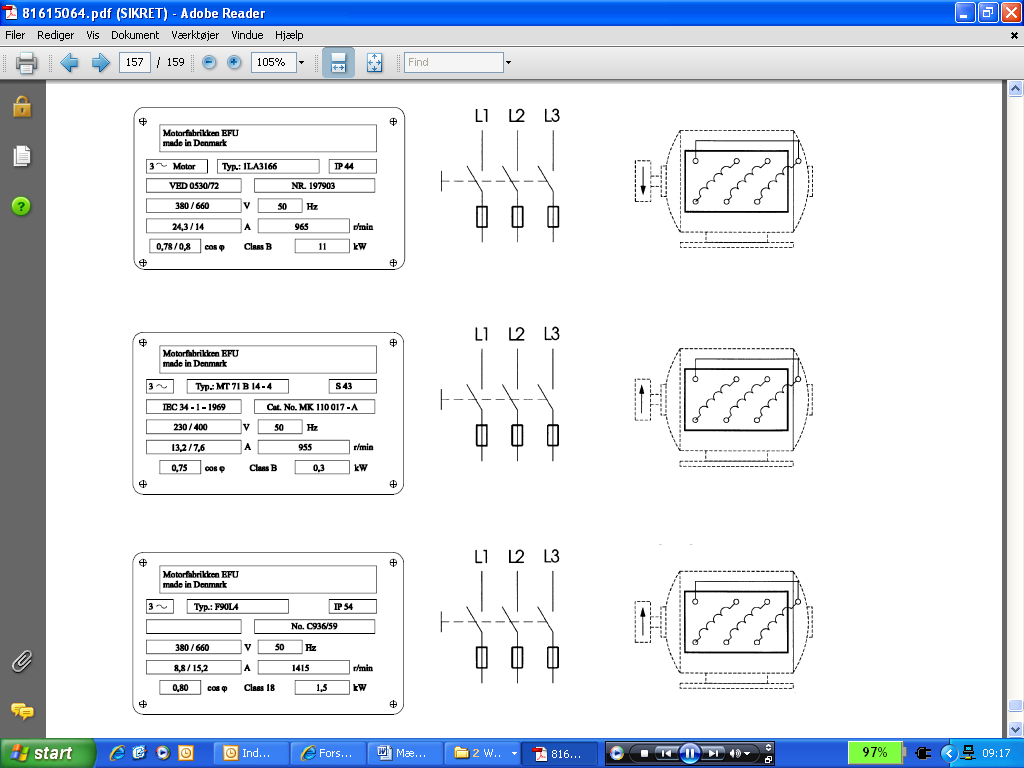 81615064.pdf (SIKRET) - Adobe Reader
Filer Rediger Vis Dokument Værktøjer Vindue Hjælp
157 / 159 105% Find
L1 L2 L3
Motorfabrikken EFU
made in Denmark
3 ~ Motor Typ.: 1LA3166 IP 44
VED 0530/72 NR. 197903
380 / 660 V 50 Hz
24,3 / 14 A 965 r/min
0,78 / 0,8 cos φ Class B 11 kW
L1 L2 L3
Motorfabrikken EFU
made in Denmark
3 ~ Typ.: MT 71 B 14 - 4 S 43
IEC 34 - 1 - 1969 Cat. No. MK 110 017 - A
230 / 400 V 50 Hz
13,2 / 7,6 A 955 r/min
0,75 cos φ Class B 0,3 kW
L1 L2 L3
Motorfabrikken EFU
made in Denmark
3 ~ Typ.: F90L4 IP 54
No. C936/59
380 / 660 V 50 Hz
8,8 / 15,2 A 1415 r/min
0,80 cos φ Class 18 1,5 kW
start Ind... Fors... Mæ... 2 W... 816... 97% 09:17